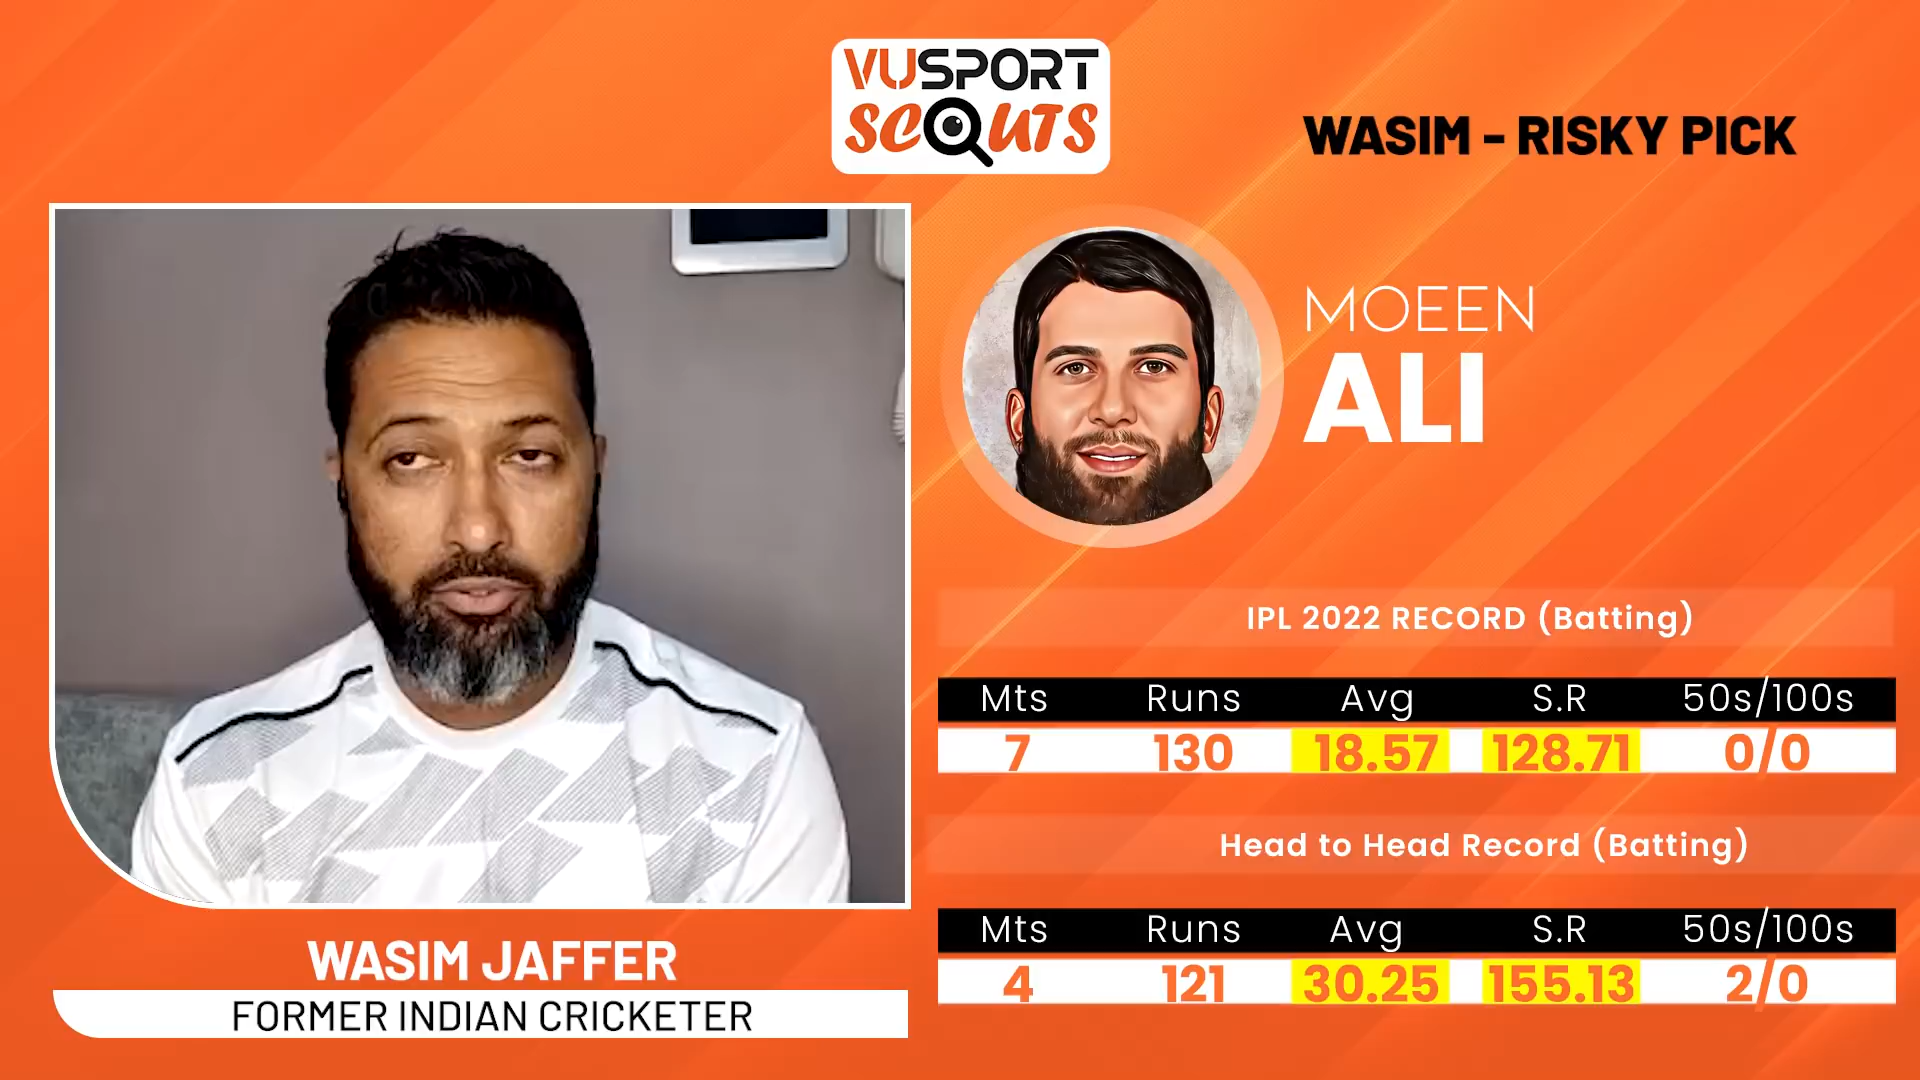 VUSPORT
SCOUTS
WASIM - RISKY PICK
MOEEN
ALI
IPL 2022 RECORD (Batting)
Mts Runs Avg S.R 50s/100s
7 130 18.57 128.71 0/0
Head to Head Record (Batting)
Mts Runs Avg S.R 50s/100s
4 121 30.25 155.13 2/0
WASIM JAFFER
FORMER INDIAN CRICKETER